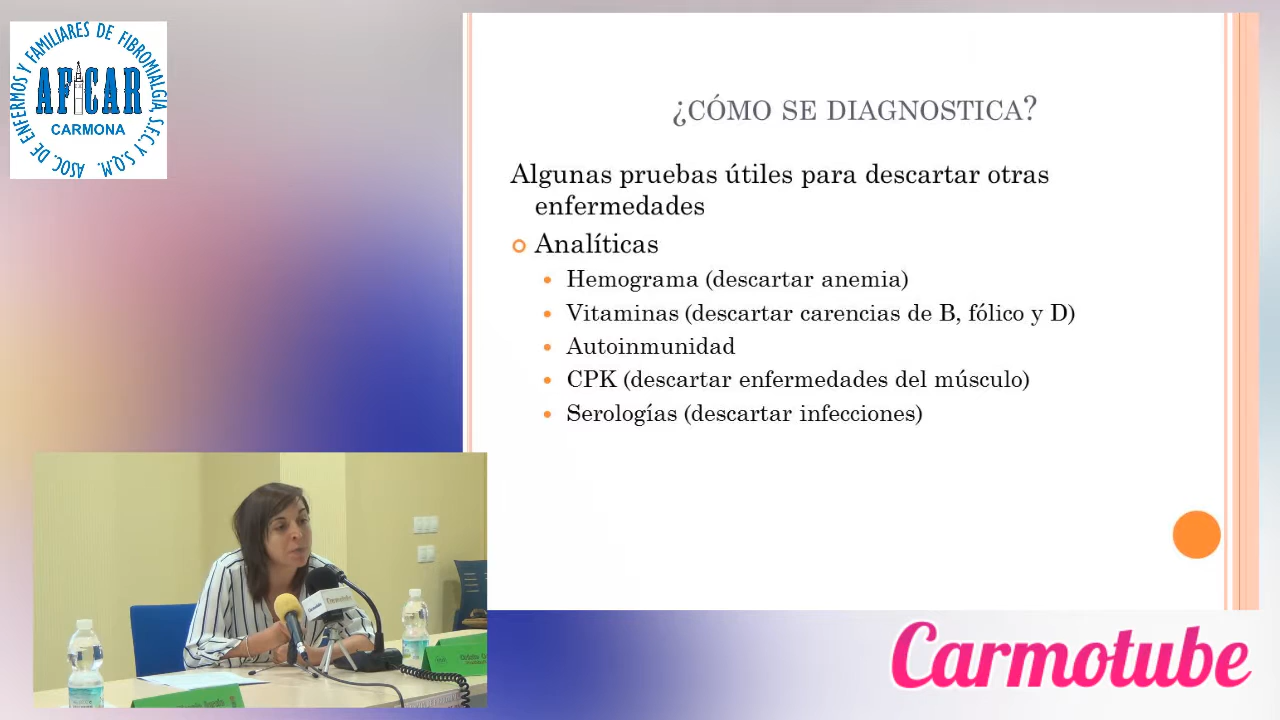 ASOC. DE ENFERMOS Y FAMILIARES DE FIBROMIALGIA, S.F.C. Y S.Q.M.
AFICAR
CARMONA
¿CÓMO SE DIAGNOSTICA?
Algunas pruebas útiles para descartar otras
enfermedades
Analíticas
Hemograma (descartar anemia)
Vitaminas (descartar carencias de B, fólico y D)
Autoinmunidad
CPK (descartar enfermedades del músculo)
Serologías (descartar infecciones)
Carmotube
Carmotube